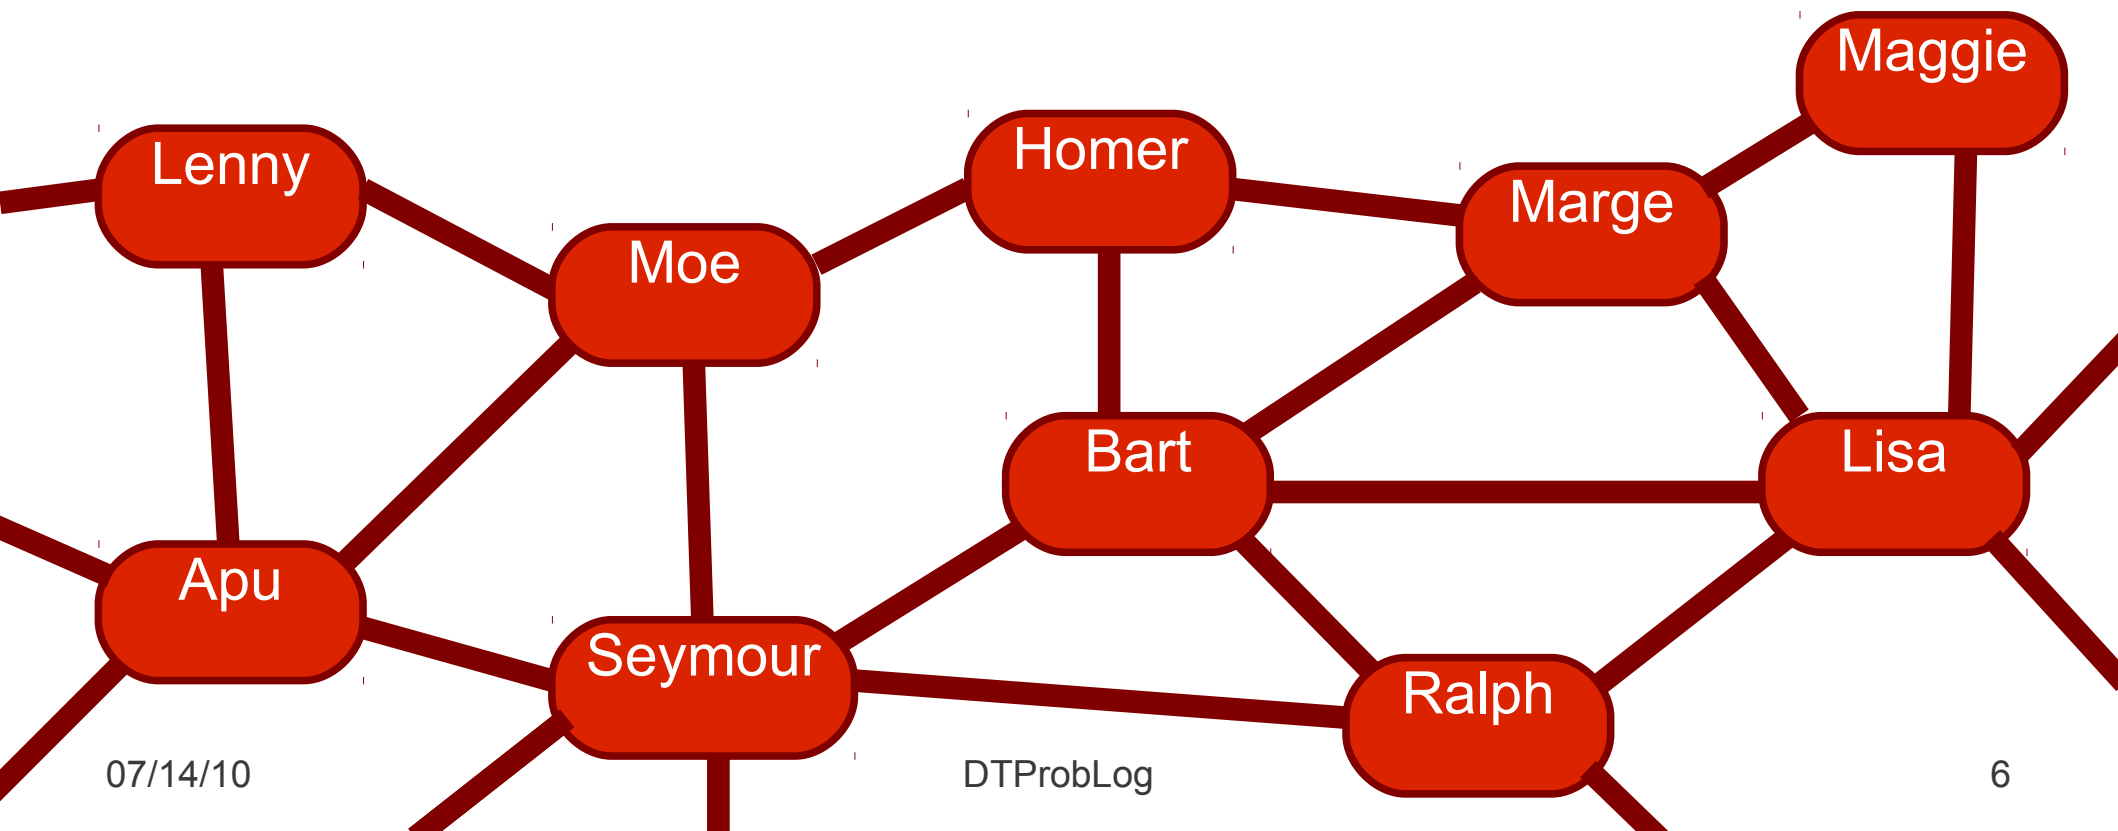 Maggie
Homer
Lenny
Marge
Moe
Bart
Lisa
Apu
Seymour
Ralph
07/14/10
DTProbLog
6